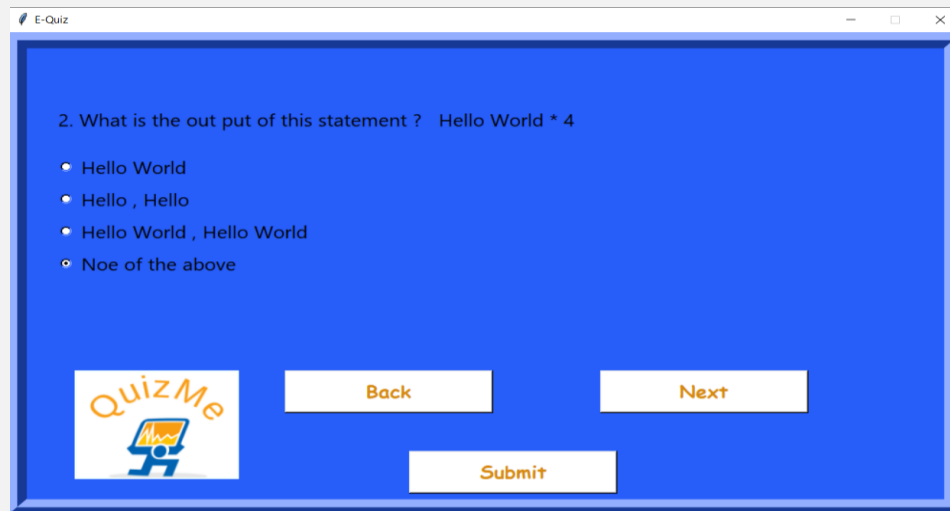 E-Quiz
2. What is the out put of this statement ? Hello World * 4
Hello World
Hello , Hello
Hello World , Hello World
Noe of the above
QuizMe
Back
Next
Submit